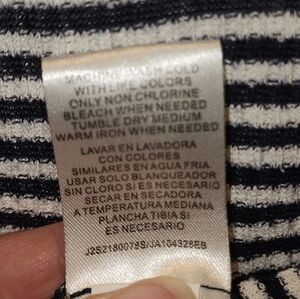 MACHINE WASH COLD
WITH LIKE COLORS
ONLY NON CHLORINE
BLEACH WHEN NEEDED
TUMBLE DRY MEDIUM
WARM IRON WHEN NEEDED
LAVAR EN LAVADORA
CON COLORES
SIMILARES EN AGUA FRIA
USAR SOLO BLANQUEADOR
SIN CLORO SI ES NECESARIO
SECAR EN SECADORA
A TEMPERATURA MEDIANA
PLANCHA TIBIA SI
ES NECESARIO
J2S2180078S/JA104328EB